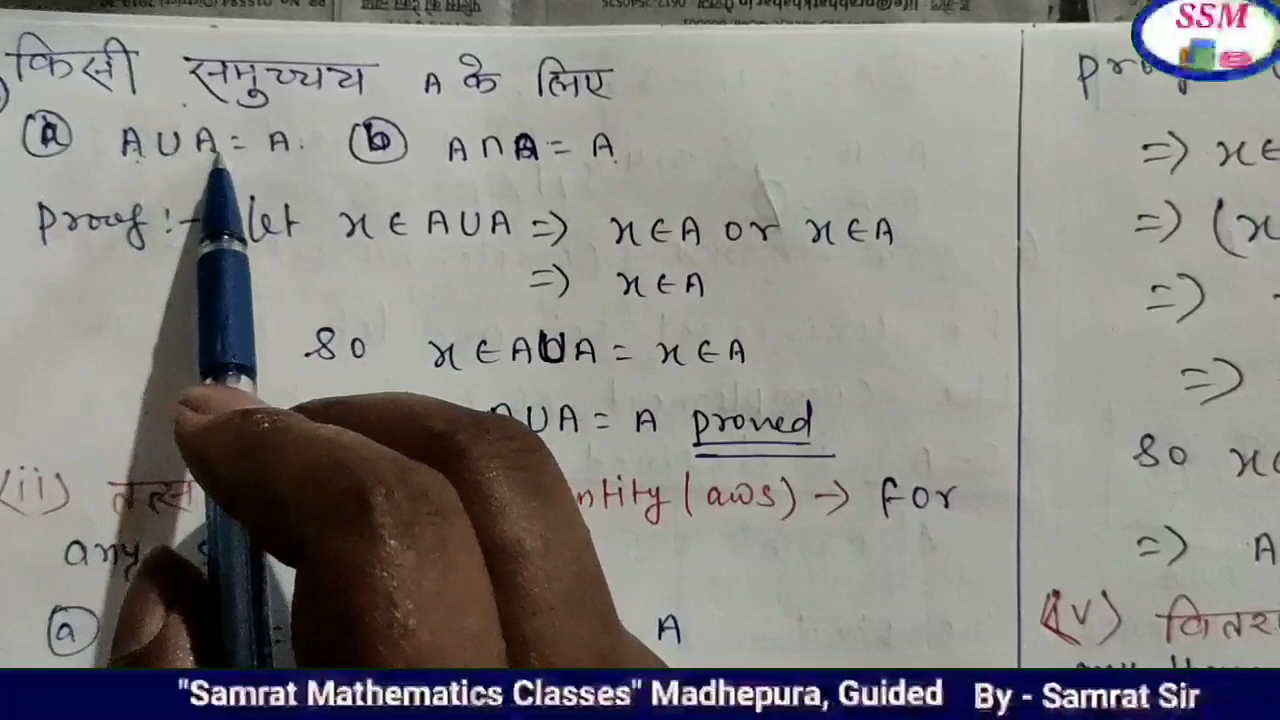 SSM
किसी समुच्चय A के लिए
(a) A∪A = A. (b) A∩A = A.
Proof :- Let x∈A∪A => x∈A or x∈A
=> x∈A
So x∈A∪A = x∈A
∪A = A proved
(ii) ntity (aws) -> For
any
(a) A
=> x∈
=> (x
=>
=>
So x∈
=> A
(v)
"Samrat Mathematics Classes" Madhepura, Guided By - Samrat Sir